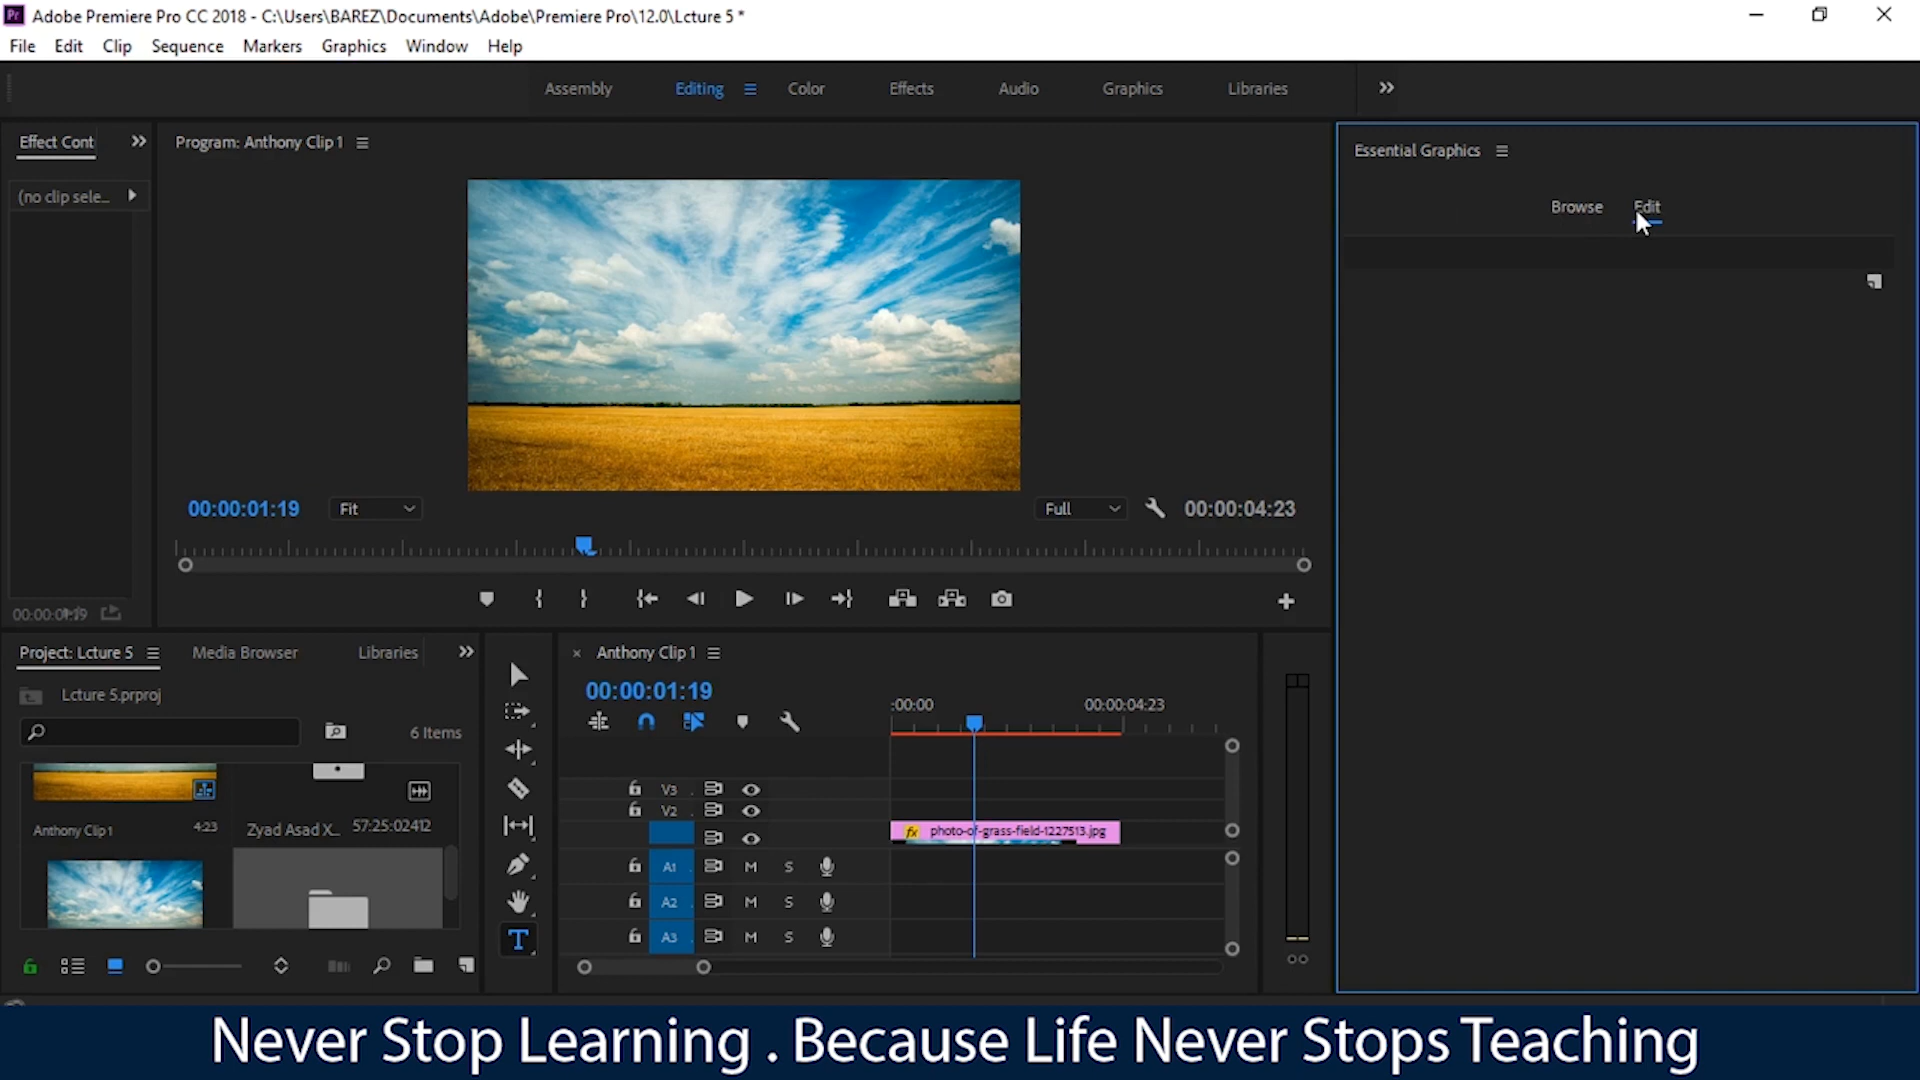 Adobe Premiere Pro CC 2018 - C:\Users\BAREZ\Documents\Adobe\Premiere Pro\12.0\Lcture 5 *
File Edit Clip Sequence Markers Graphics Window Help
Assembly Editing Color Effects Audio Graphics Libraries
Effect Cont
Program: Anthony Clip 1
Essential Graphics
(no clip sele...
Browse Edit
00:00:01:19 Fit Full 00:00:04:23
00:00:01:19
Project: Lcture 5 Media Browser Libraries
Lcture 5.prproj
6 Items
Anthony Clip 1 4:23
Zyad Asad X... 57:25:02412
Anthony Clip 1
00:00:01:19
:00:00 00:00:04:23
V3
V2
fx photo-of-grass-field-1227513.jpg
A1 M S
A2 M S
A3 M S
Never Stop Learning . Because Life Never Stops Teaching